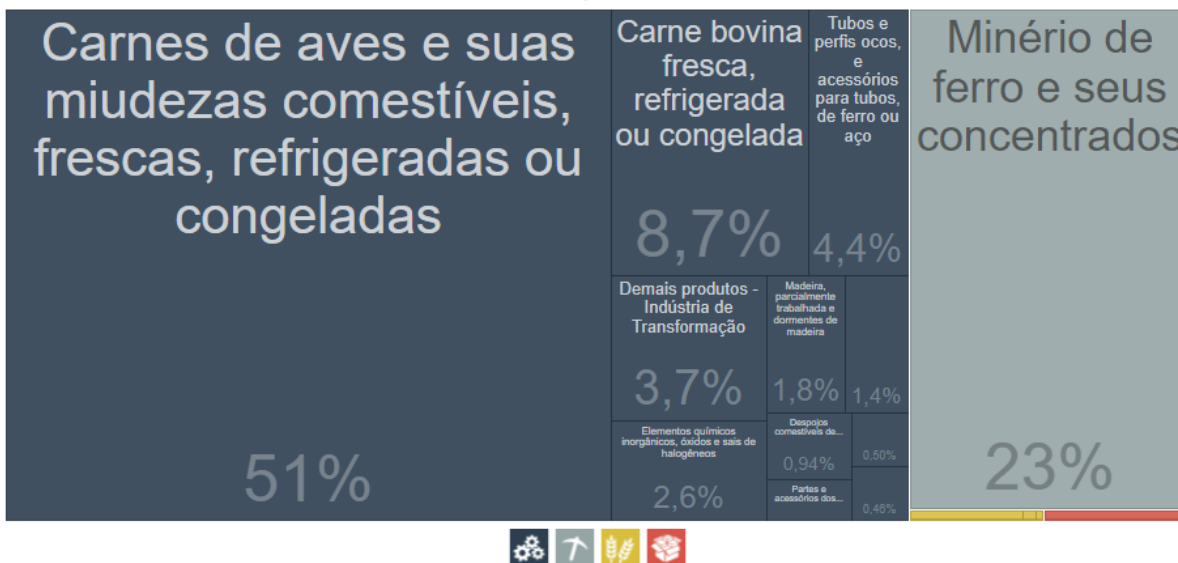 Carnes de aves e suas
miudezas comestíveis,
frescas, refrigeradas ou
congeladas
51%
Carne bovina
fresca,
refrigerada
ou congelada
8,7%
Tubos e
perfis ocos,
e
acessórios
para tubos,
de ferro ou
aço
4,4%
Demais produtos -
Indústria de
Transformação
3,7%
Madeira,
parcialmente
trabalhada e
dormentes de
madeira
1,8%
1,4%
Elementos químicos
inorgânicos, óxidos e sais de
halogêneos
2,6%
Despojos
comestíveis de...
0,94%
0,50%
Partes e
acessórios dos...
0,46%
Minério de
ferro e seus
concentrados
23%